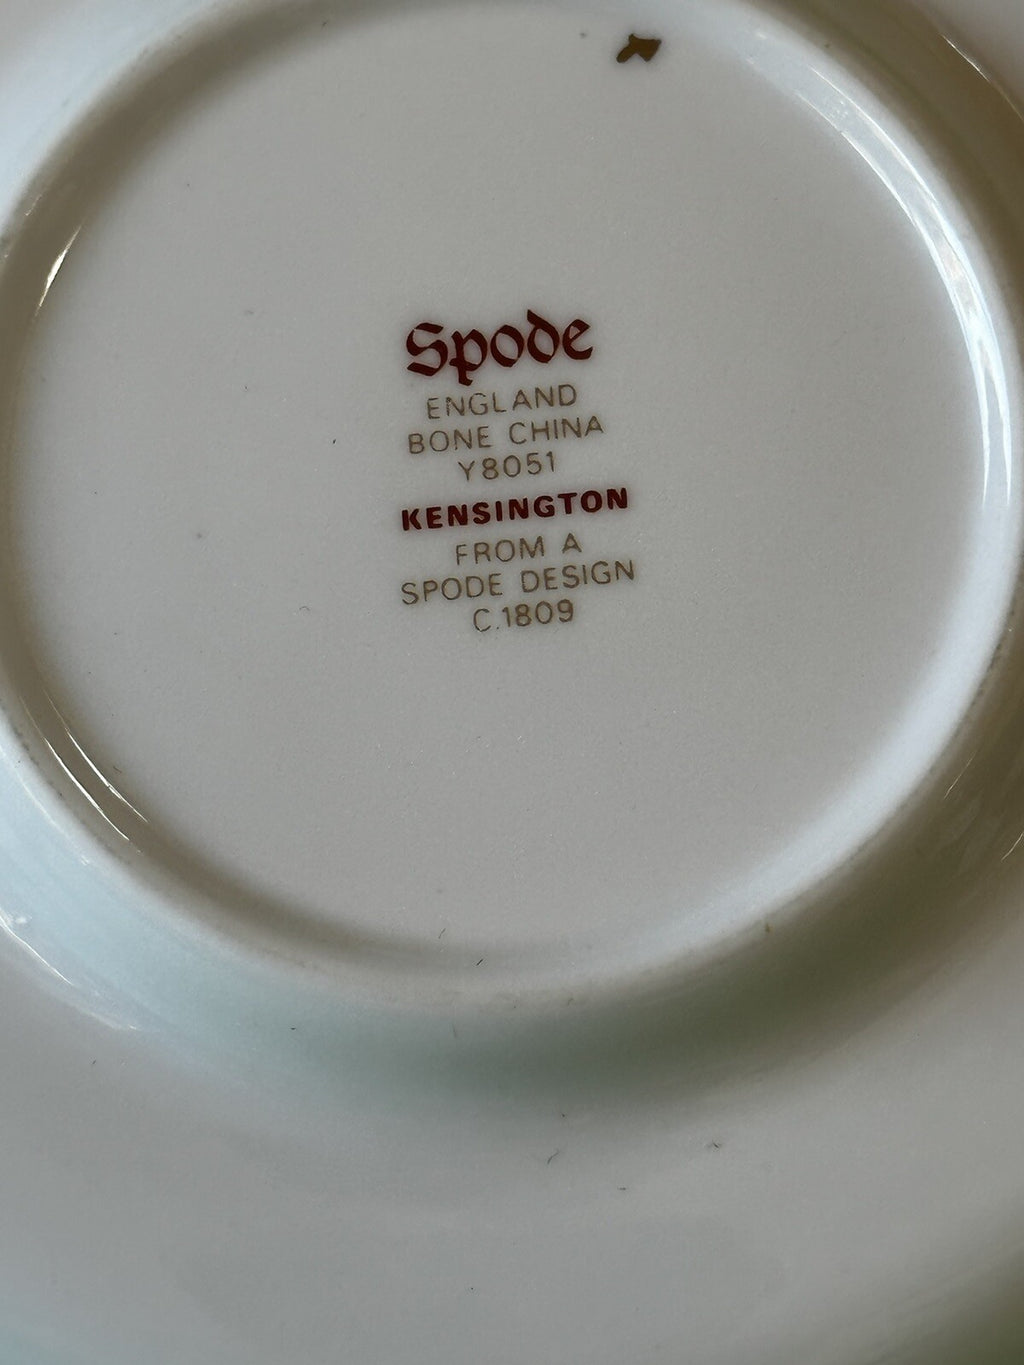 Spode
ENGLAND
BONE CHINA
Y8051
KENSINGTON
FROM A
SPODE DESIGN
C.1809